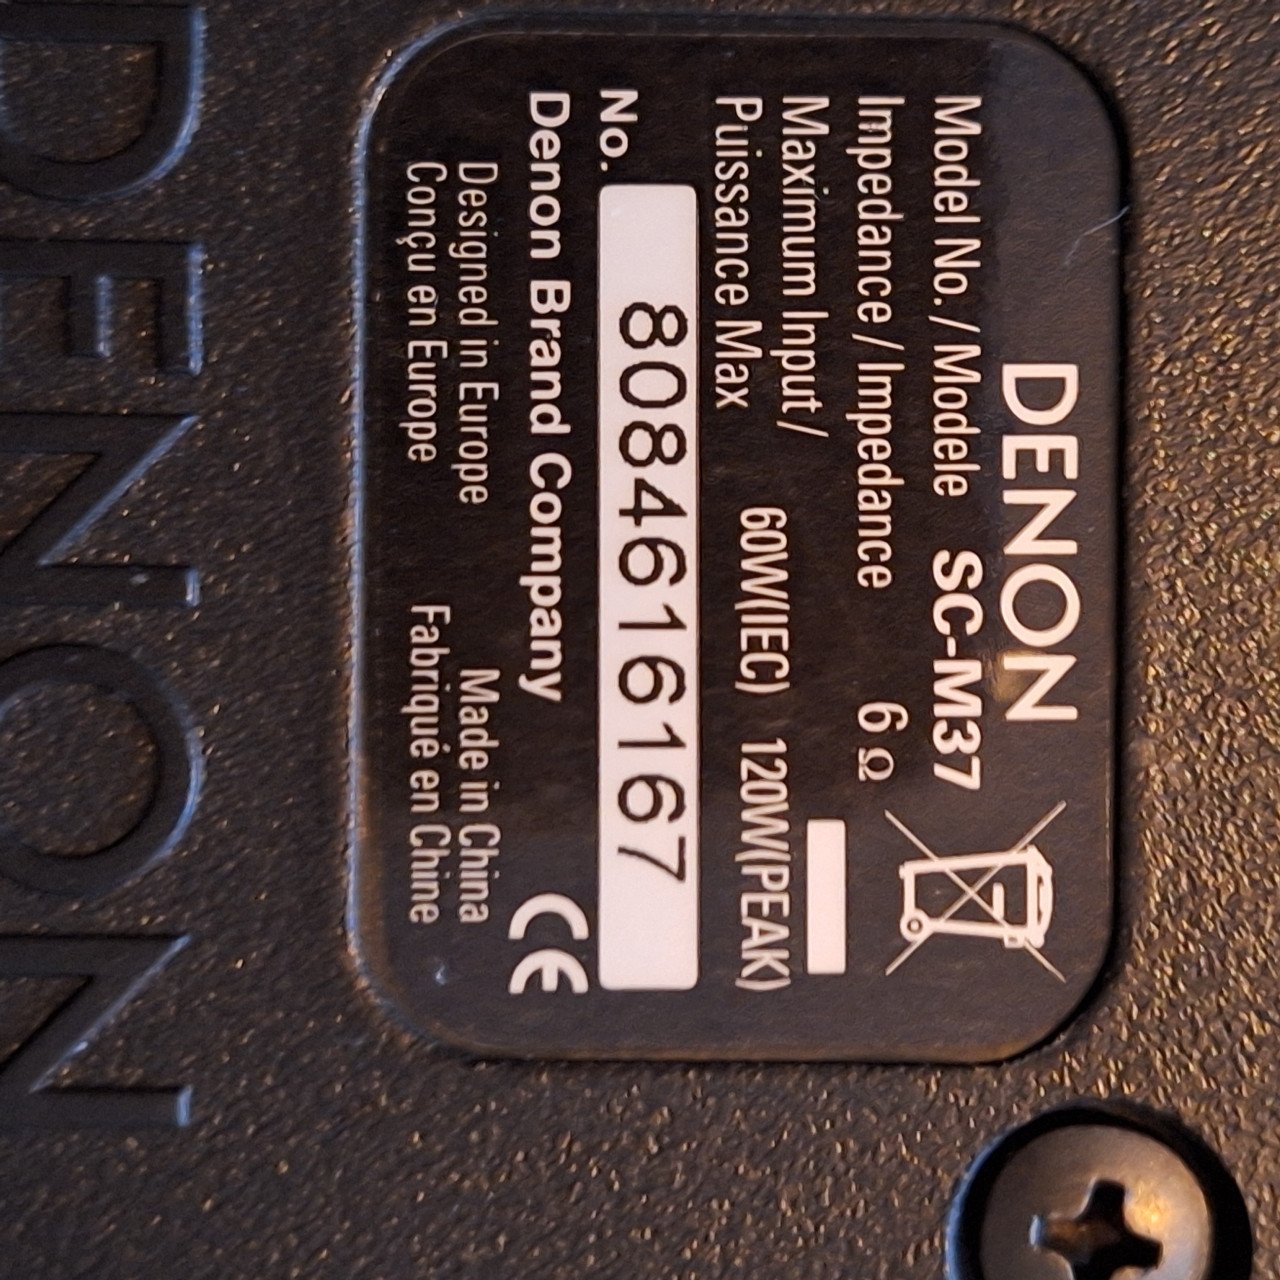 DENON
Model No. / Modele SC-M37
Impedance / Impedance 6 Ω
Maximum Input /
Puissance Max 60W(IEC) 120W(PEAK)
No. 8084616167
Denon Brand Company CE
Designed in Europe Made in China
Conçu en Europe Fabriqué en Chine
DENON